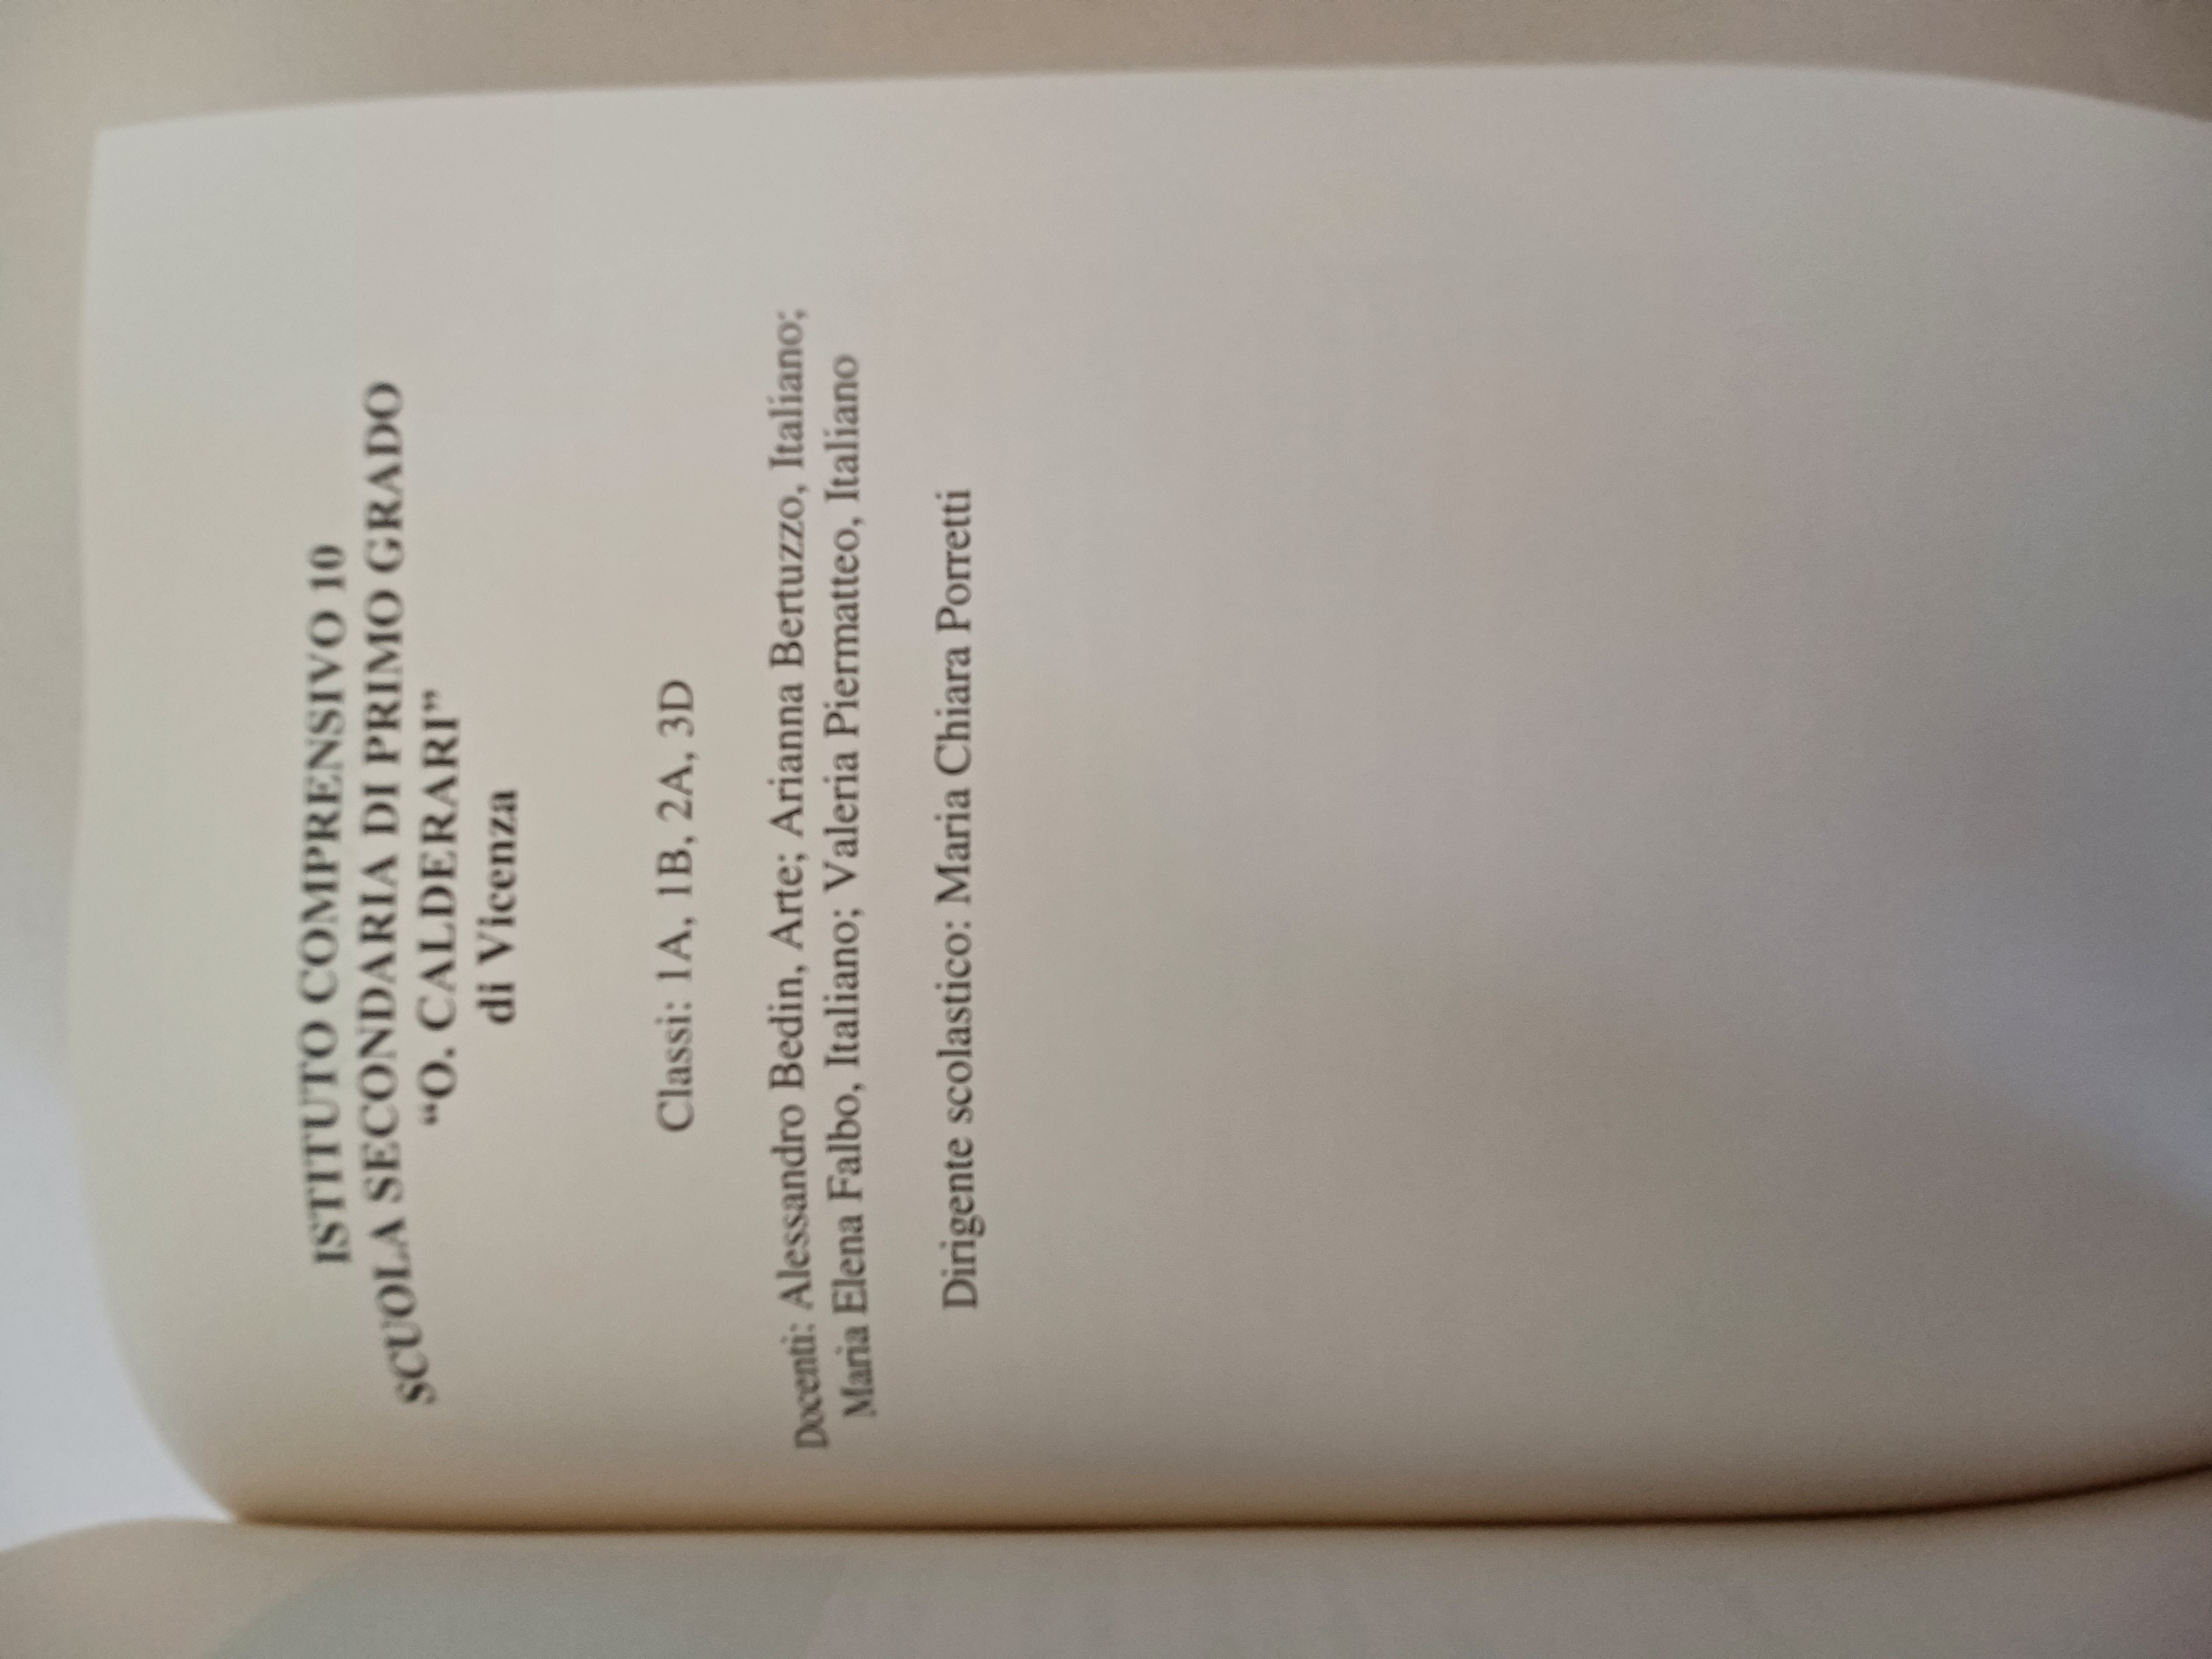 ISTITUTO COMPRENSIVO 10
SCUOLA SECONDARIA DI PRIMO GRADO
“O. CALDERARI”
di Vicenza
Classi: 1A, 1B, 2A, 3D
Docenti: Alessandro Bedin, Arte; Arianna Bertuzzo, Italiano;
Maria Elena Falbo, Italiano; Valeria Piermatteo, Italiano
Dirigente scolastico: Maria Chiara Porretti